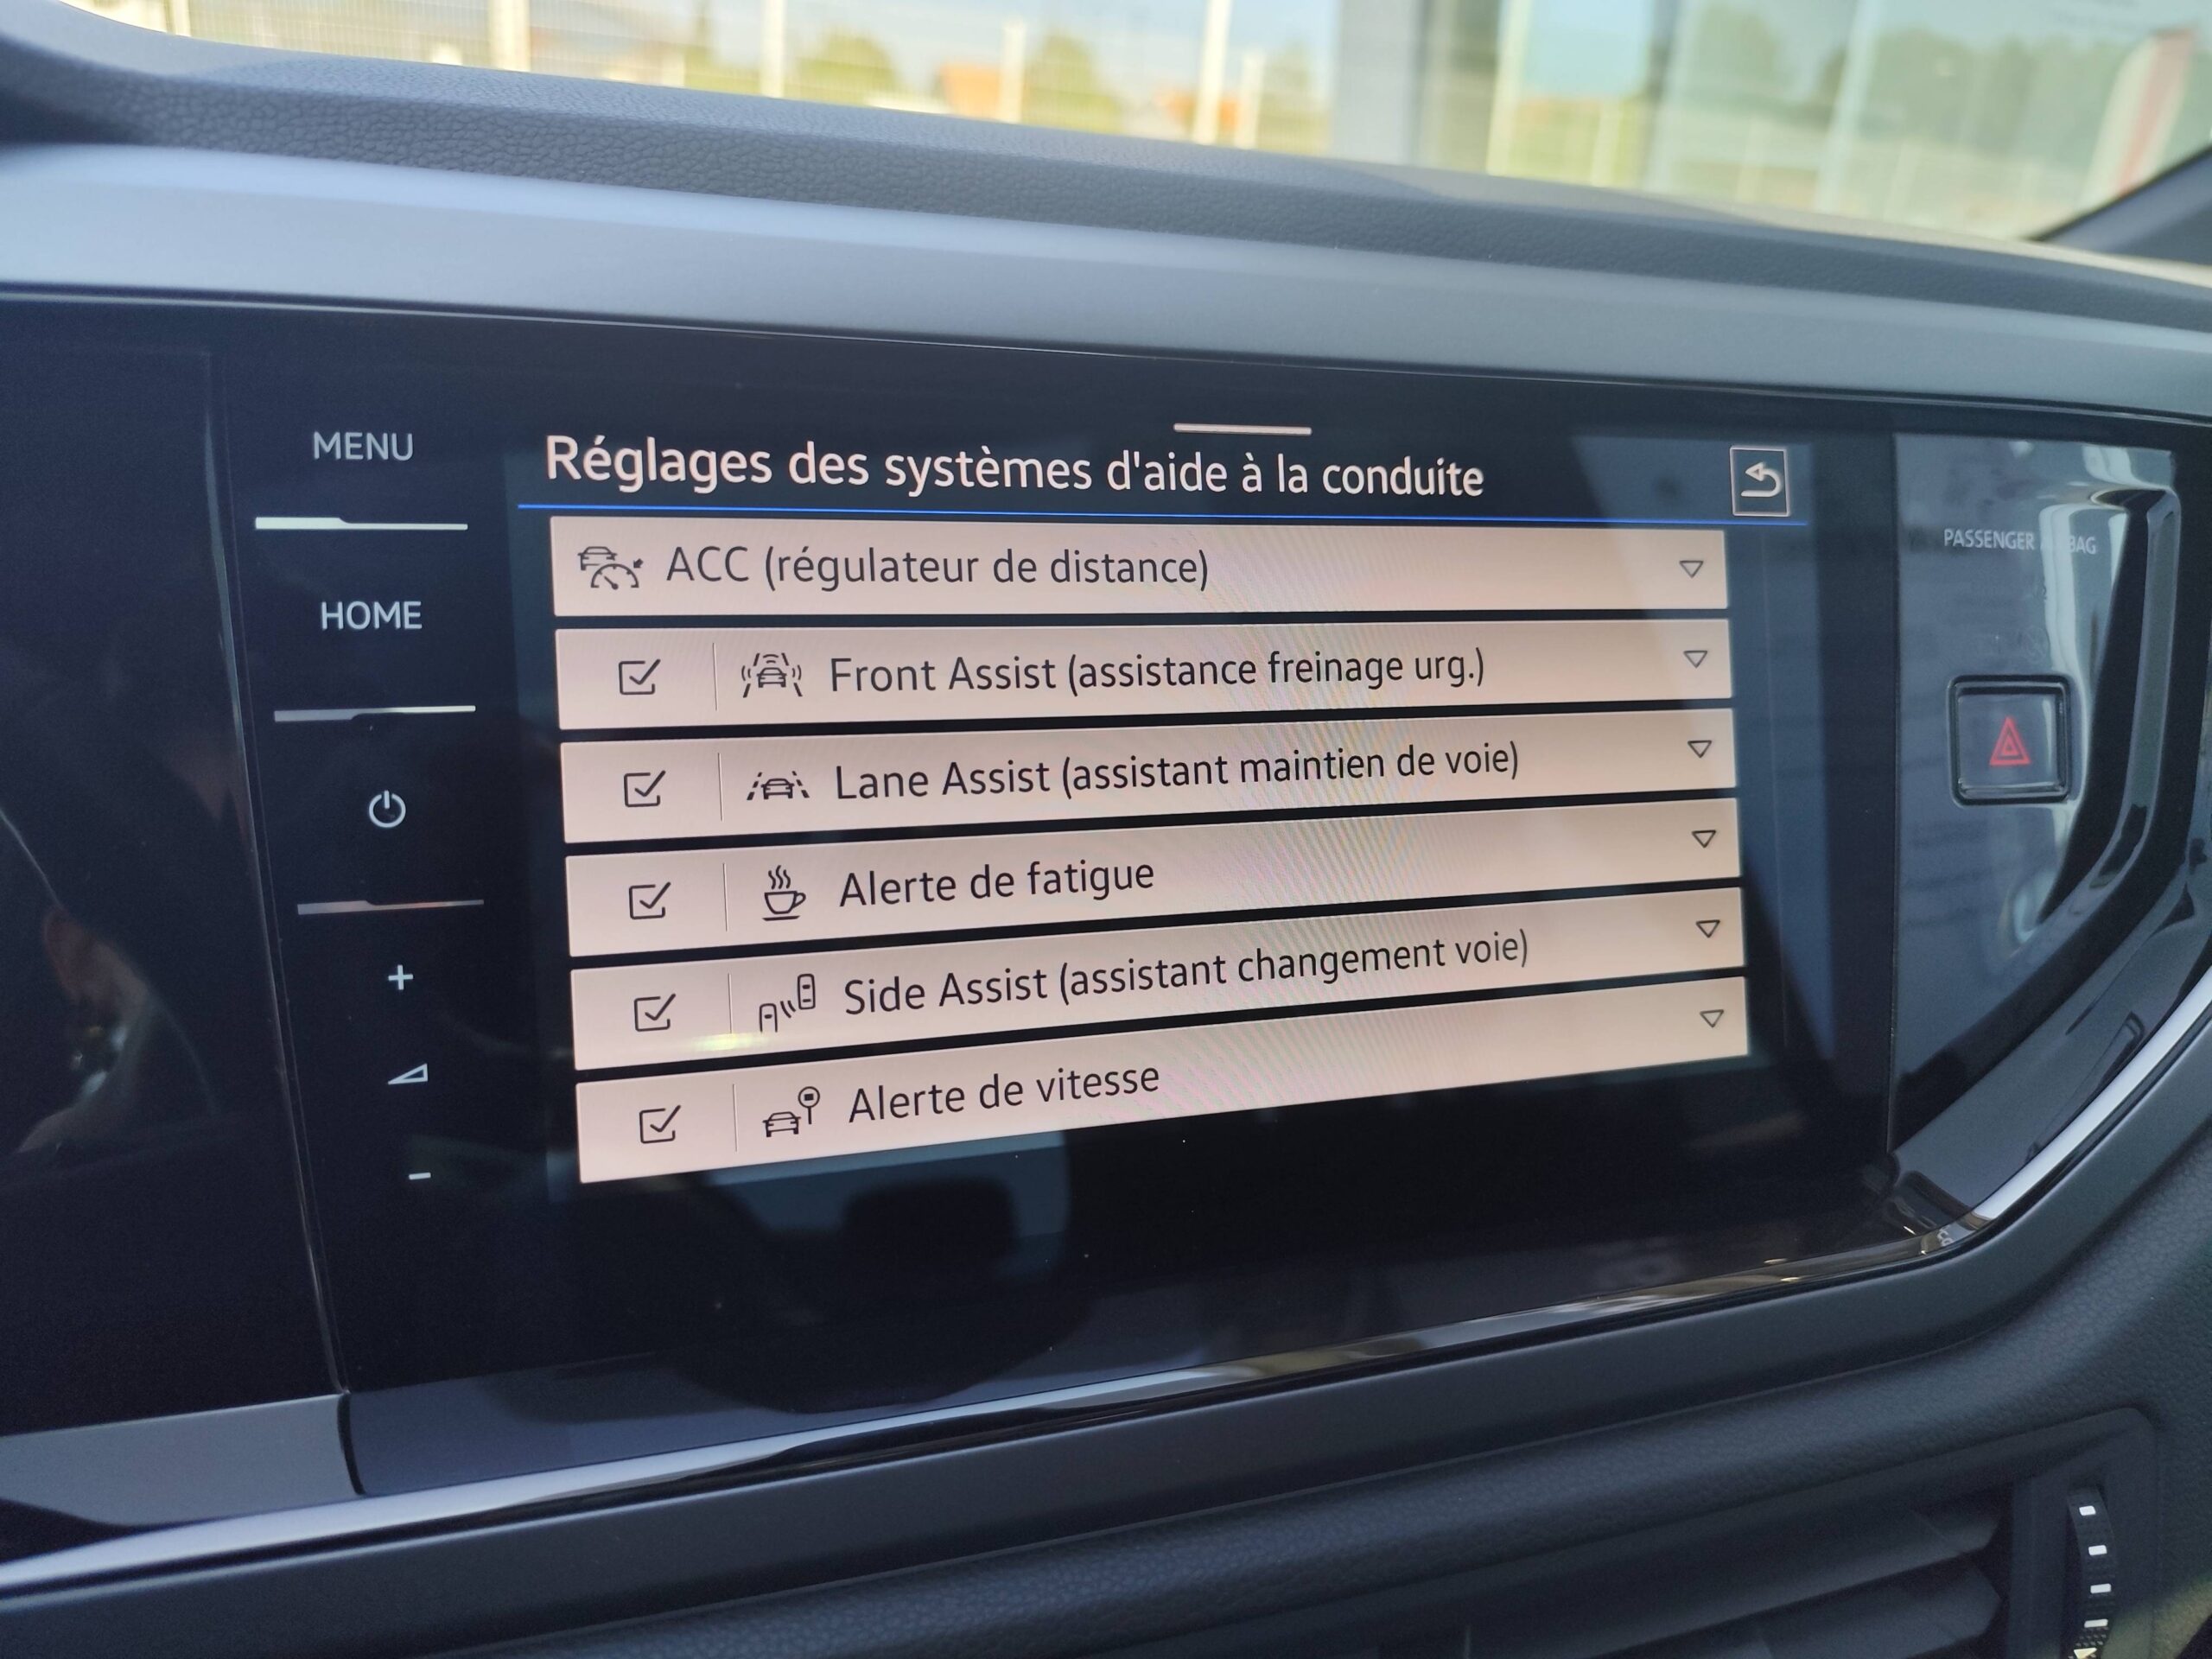 MENU
HOME
Réglages des systèmes d'aide à la conduite
ACC (régulateur de distance)
Front Assist (assistance freinage urg.)
Lane Assist (assistant maintien de voie)
Alerte de fatigue
Side Assist (assistant changement voie)
Alerte de vitesse
PASSENGER AIRBAG